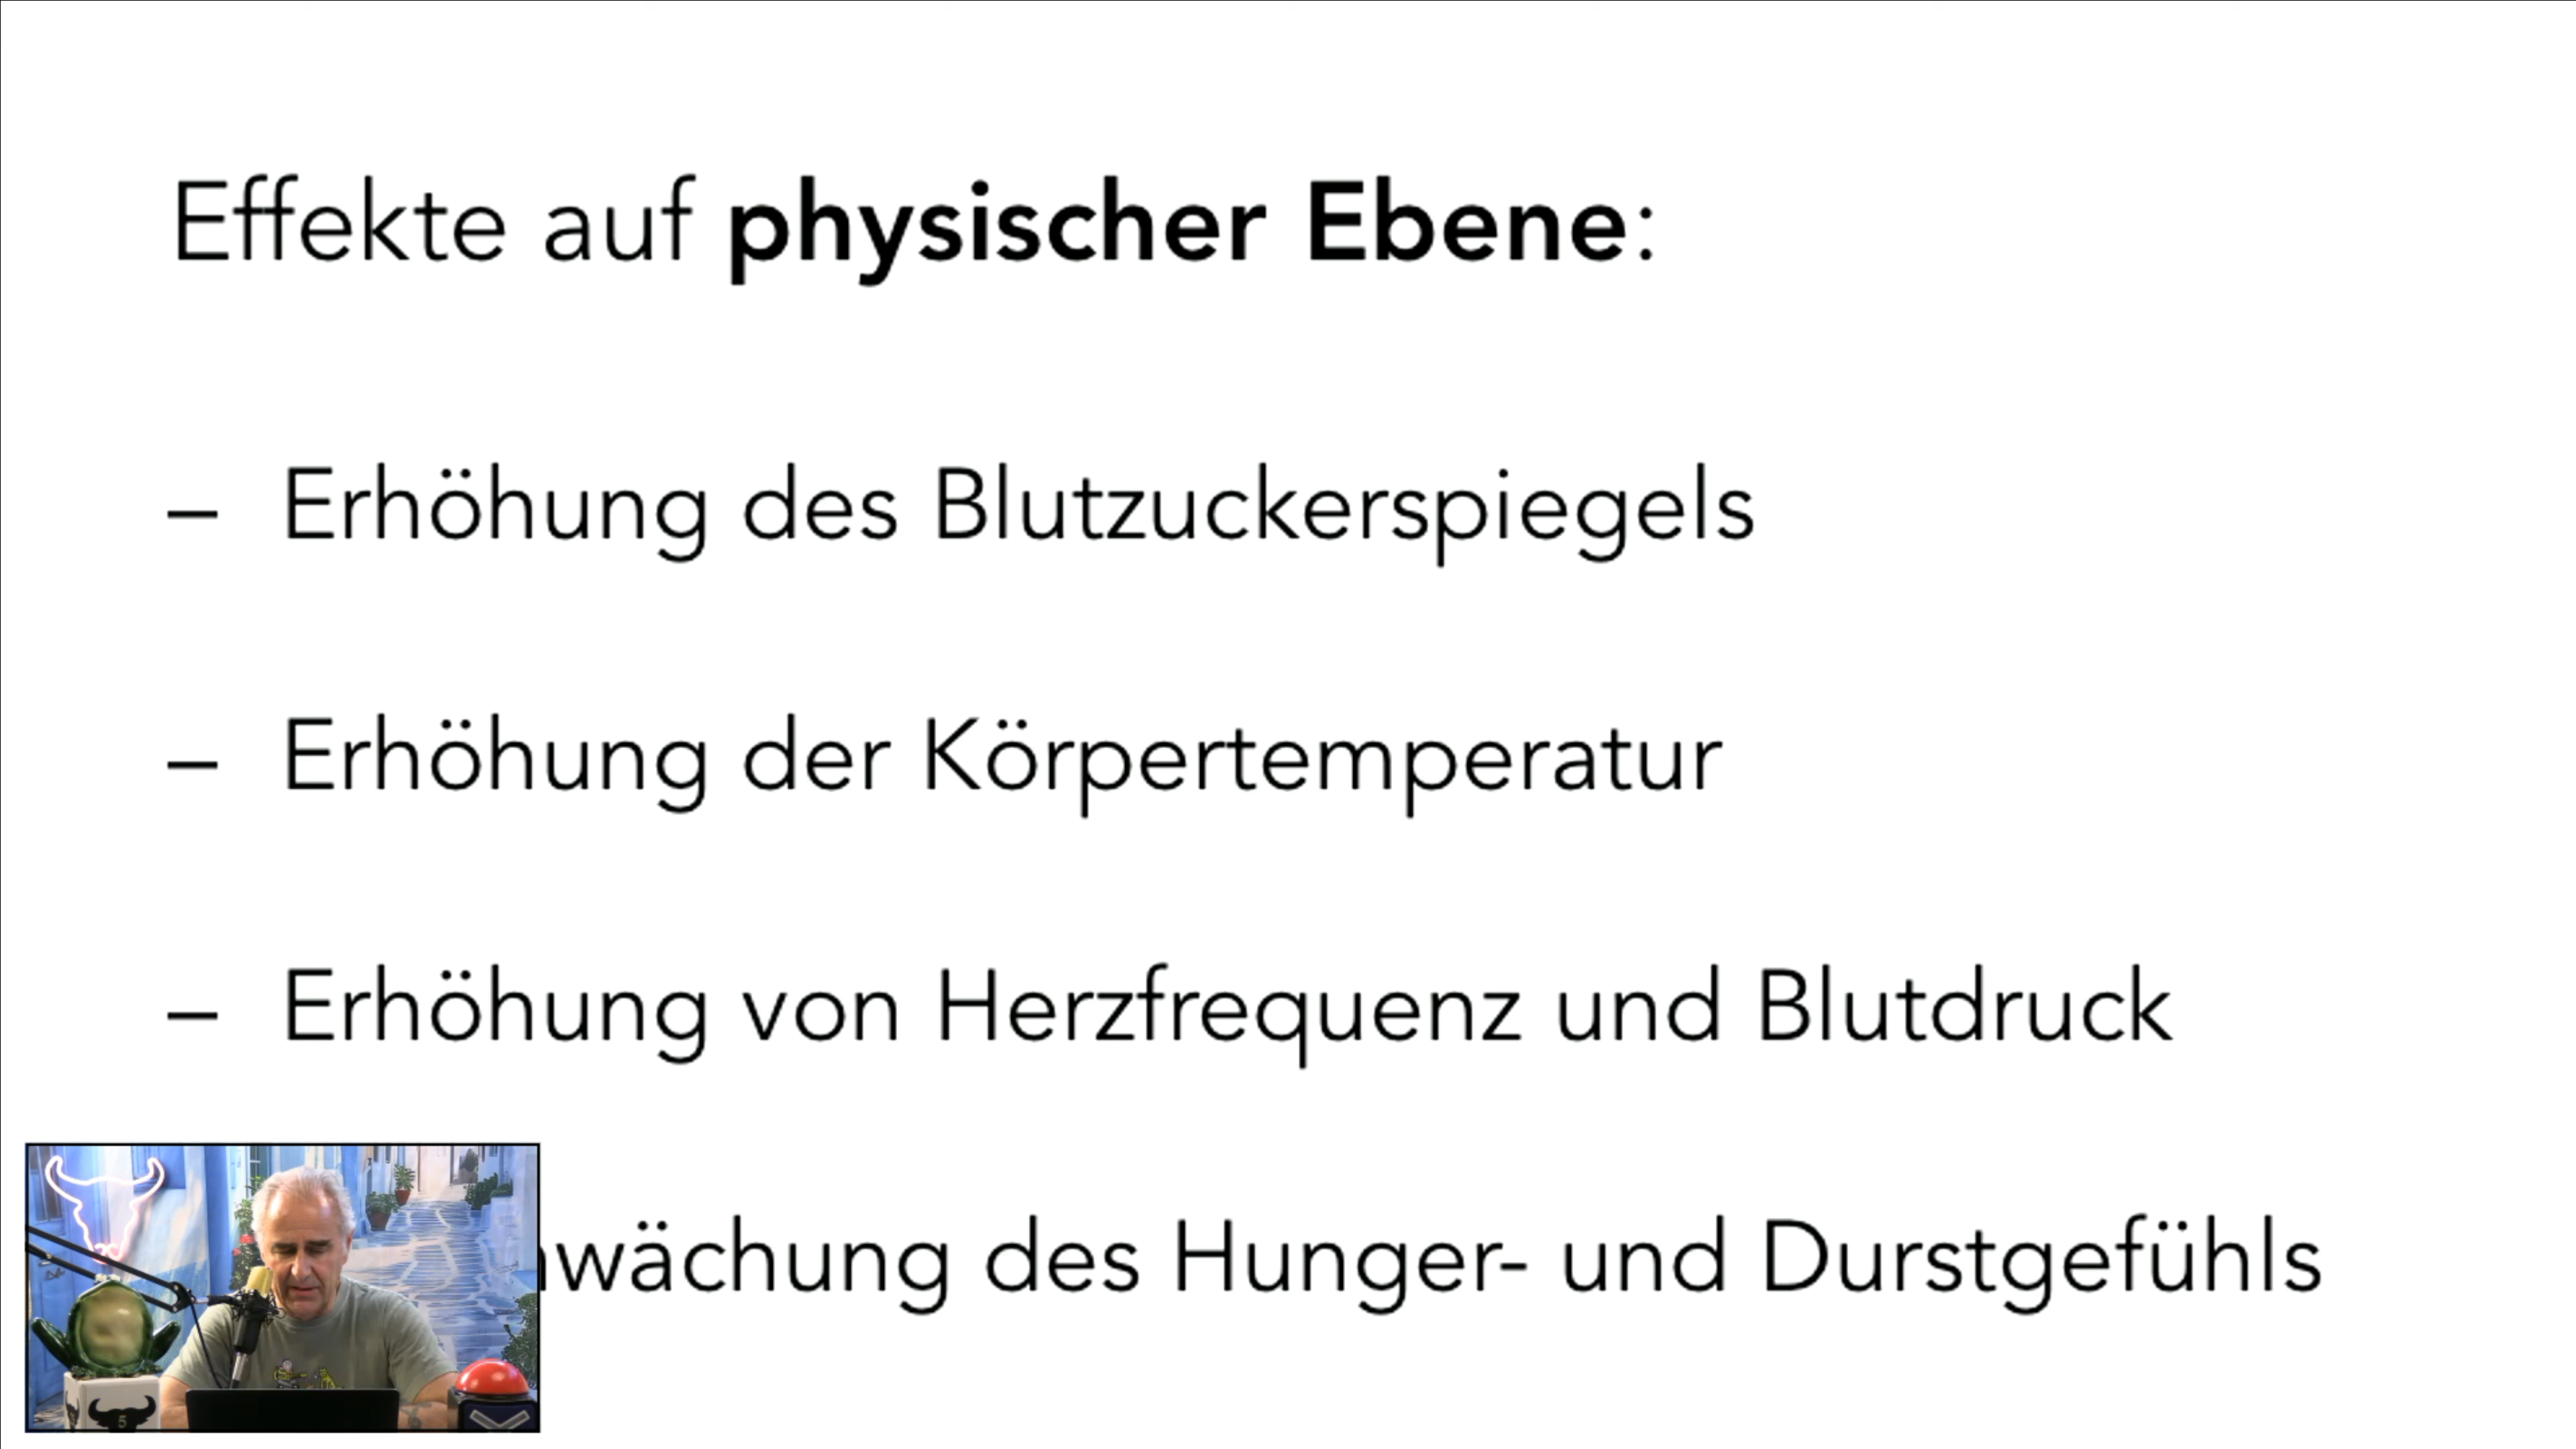 Effekte auf physischer Ebene:
– Erhöhung des Blutzuckerspiegels
– Erhöhung der Körpertemperatur
– Erhöhung von Herzfrequenz und Blutdruck
des Hunger- und Durstgefühls
5